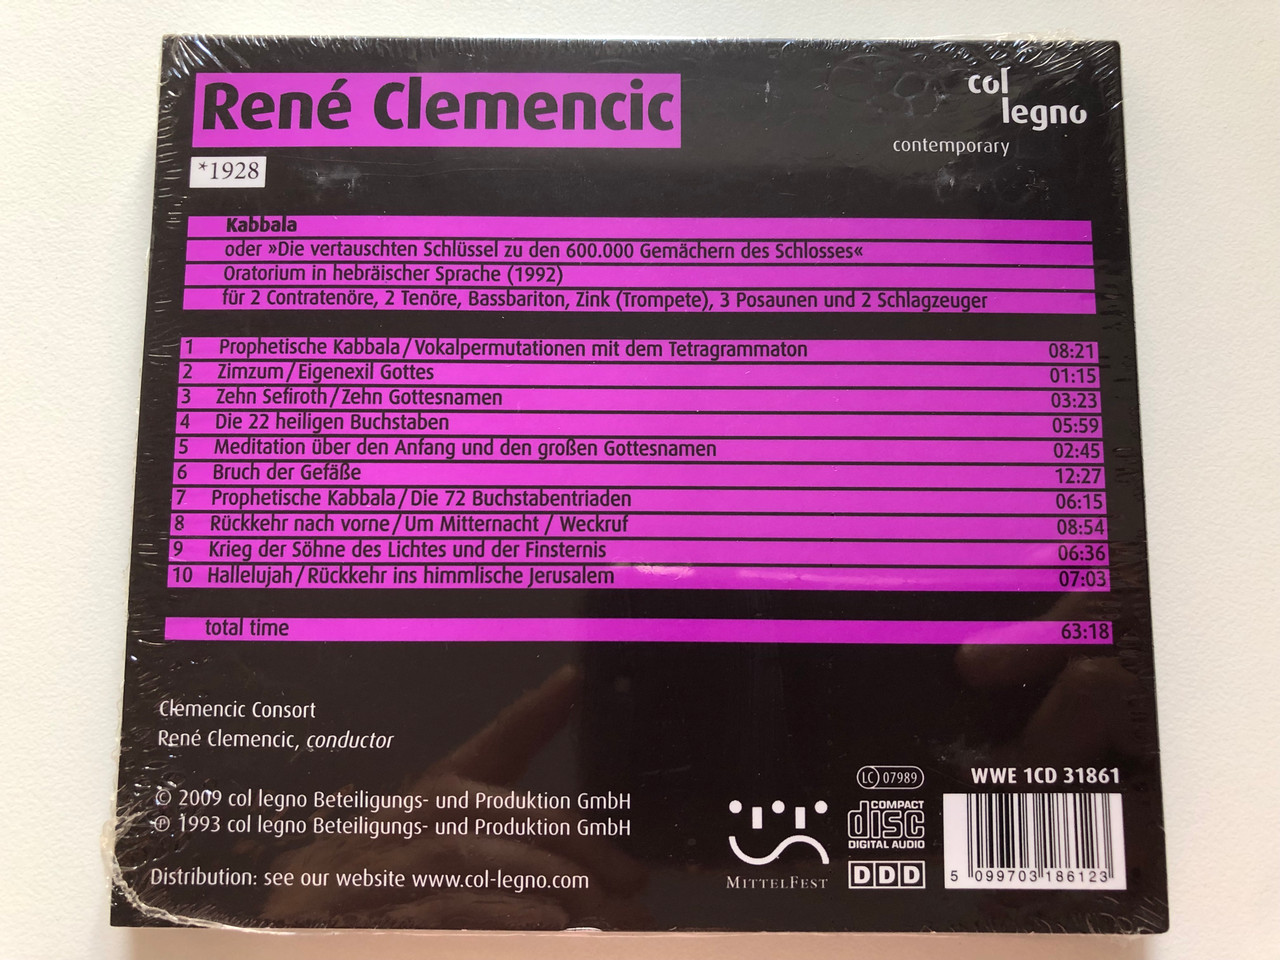 René Clemencic
col
legno
contemporary
*1928
Kabbala
oder »Die vertauschten Schlüssel zu den 600.000 Gemächern des Schlosses«
Oratorium in hebräischer Sprache (1992)
für 2 Contratenöre, 2 Tenöre, Bassbariton, Zink (Trompete), 3 Posaunen und 2 Schlagzeuger
1 Prophetische Kabbala / Vokalpermutationen mit dem Tetragrammaton 08:21
2 Zimzum / Eigenexil Gottes 01:15
3 Zehn Sefiroth / Zehn Gottesnamen 03:23
4 Die 22 heiligen Buchstaben 05:59
5 Meditation über den Anfang und den großen Gottesnamen 02:45
6 Bruch der Gefäße 12:27
7 Prophetische Kabbala / Die 72 Buchstabentriaden 06:15
8 Rückkehr nach vorne / Um Mitternacht / Weckruf 08:54
9 Krieg der Söhne des Lichtes und der Finsternis 06:36
10 Hallelujah / Rückkehr ins himmlische Jerusalem 07:03
total time 63:18
Clemencic Consort
René Clemencic, conductor
© 2009 col legno Beteiligungs- und Produktion GmbH
℗ 1993 col legno Beteiligungs- und Produktion GmbH
Distribution: see our website www.col-legno.com
MITTELFEST
LC 07989
COMPACT
disc
DIGITAL AUDIO
DDD
WWE 1CD 31861
5 099703 186123